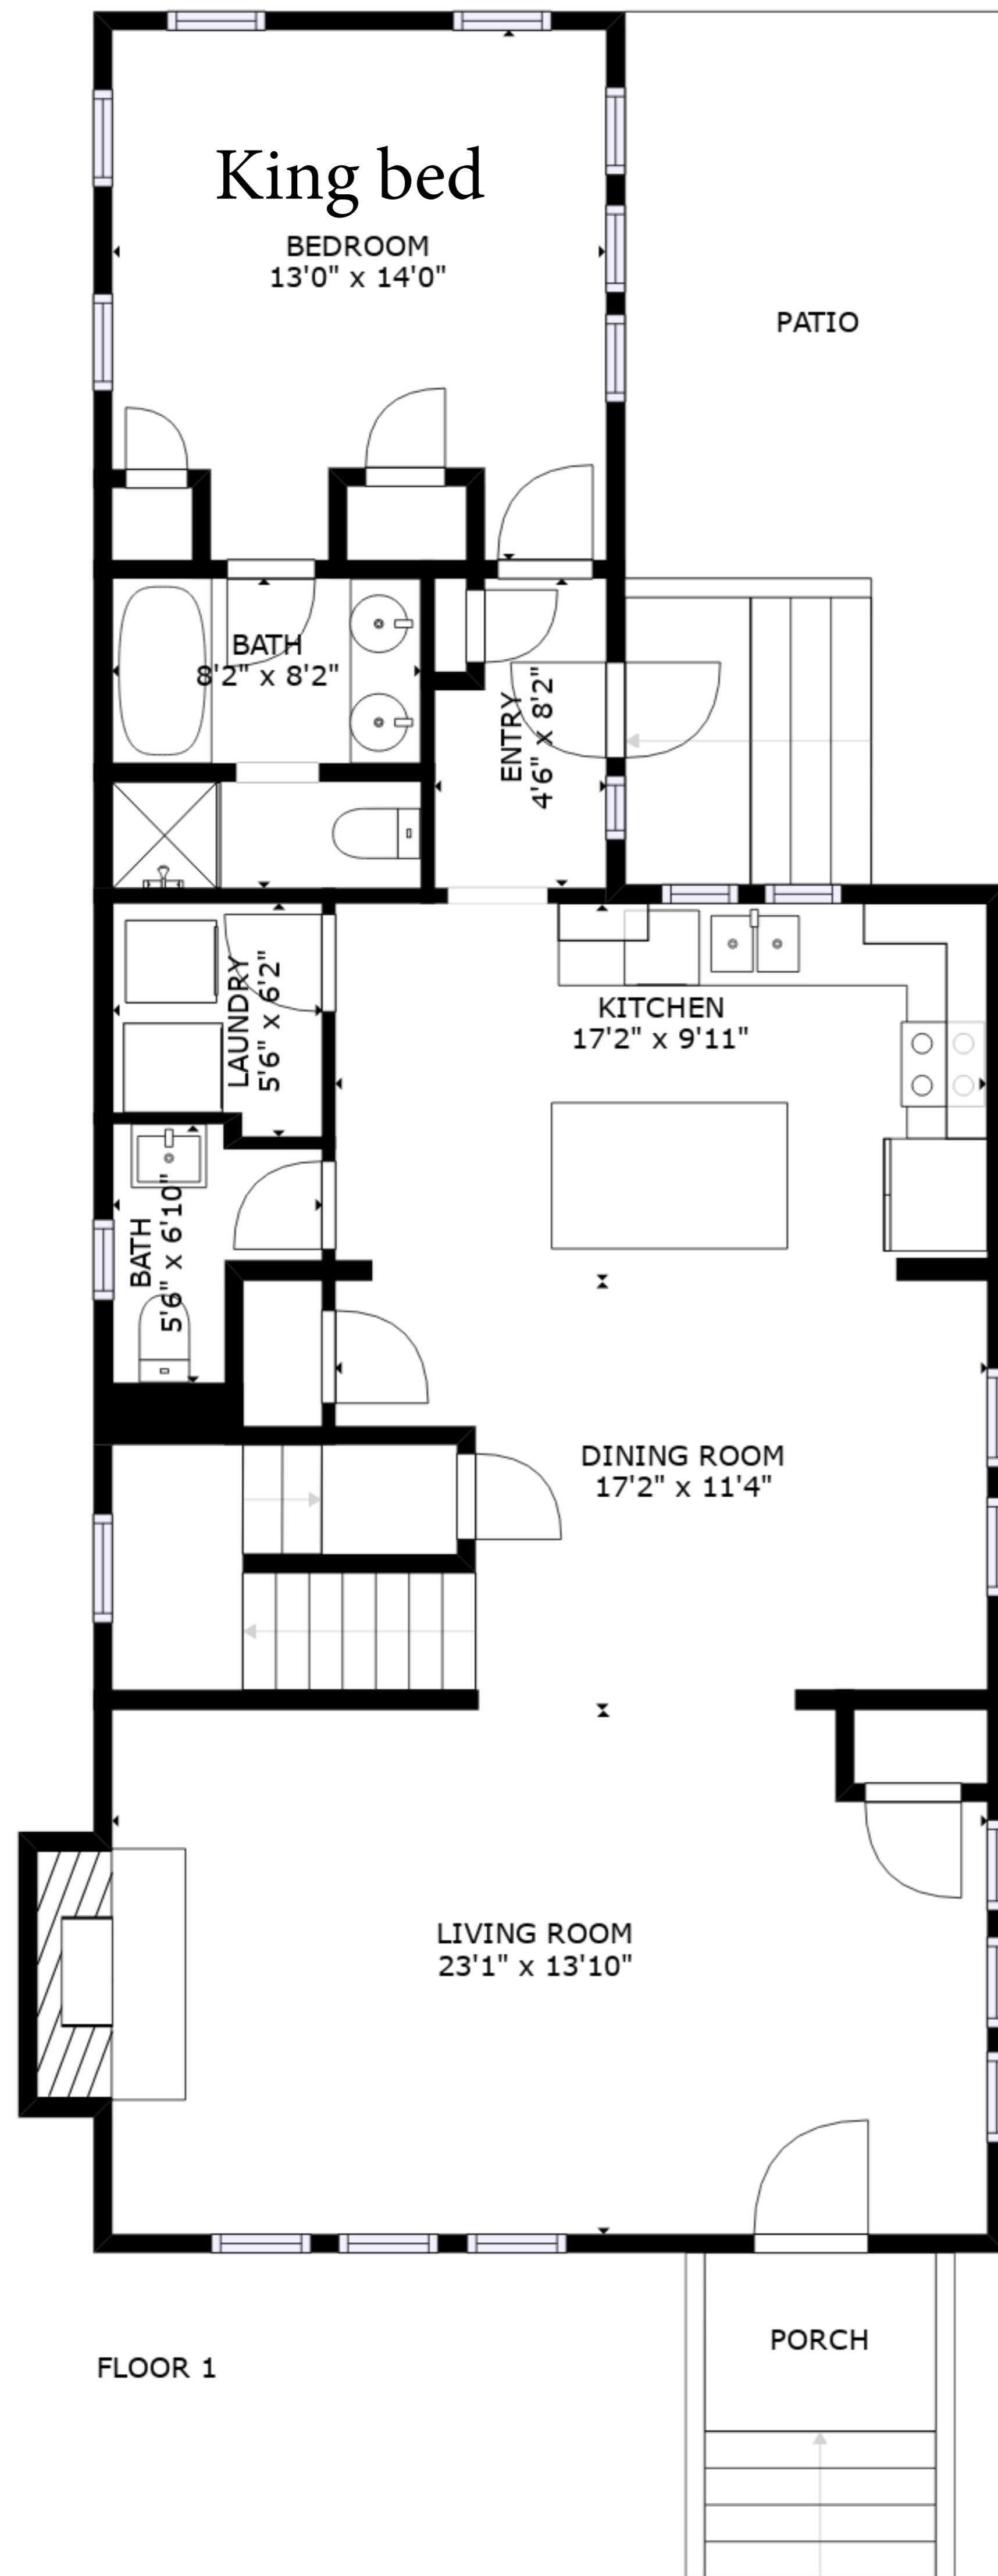 King bed
BEDROOM
13'0" x 14'0"
PATIO
BATH
8'2" x 8'2"
ENTRY
4'6" x 8'2"
LAUNDRY
5'6" x 6'2"
KITCHEN
17'2" x 9'11"
BATH
5'6" x 6'10"
DINING ROOM
17'2" x 11'4"
LIVING ROOM
23'1" x 13'10"
PORCH
FLOOR 1